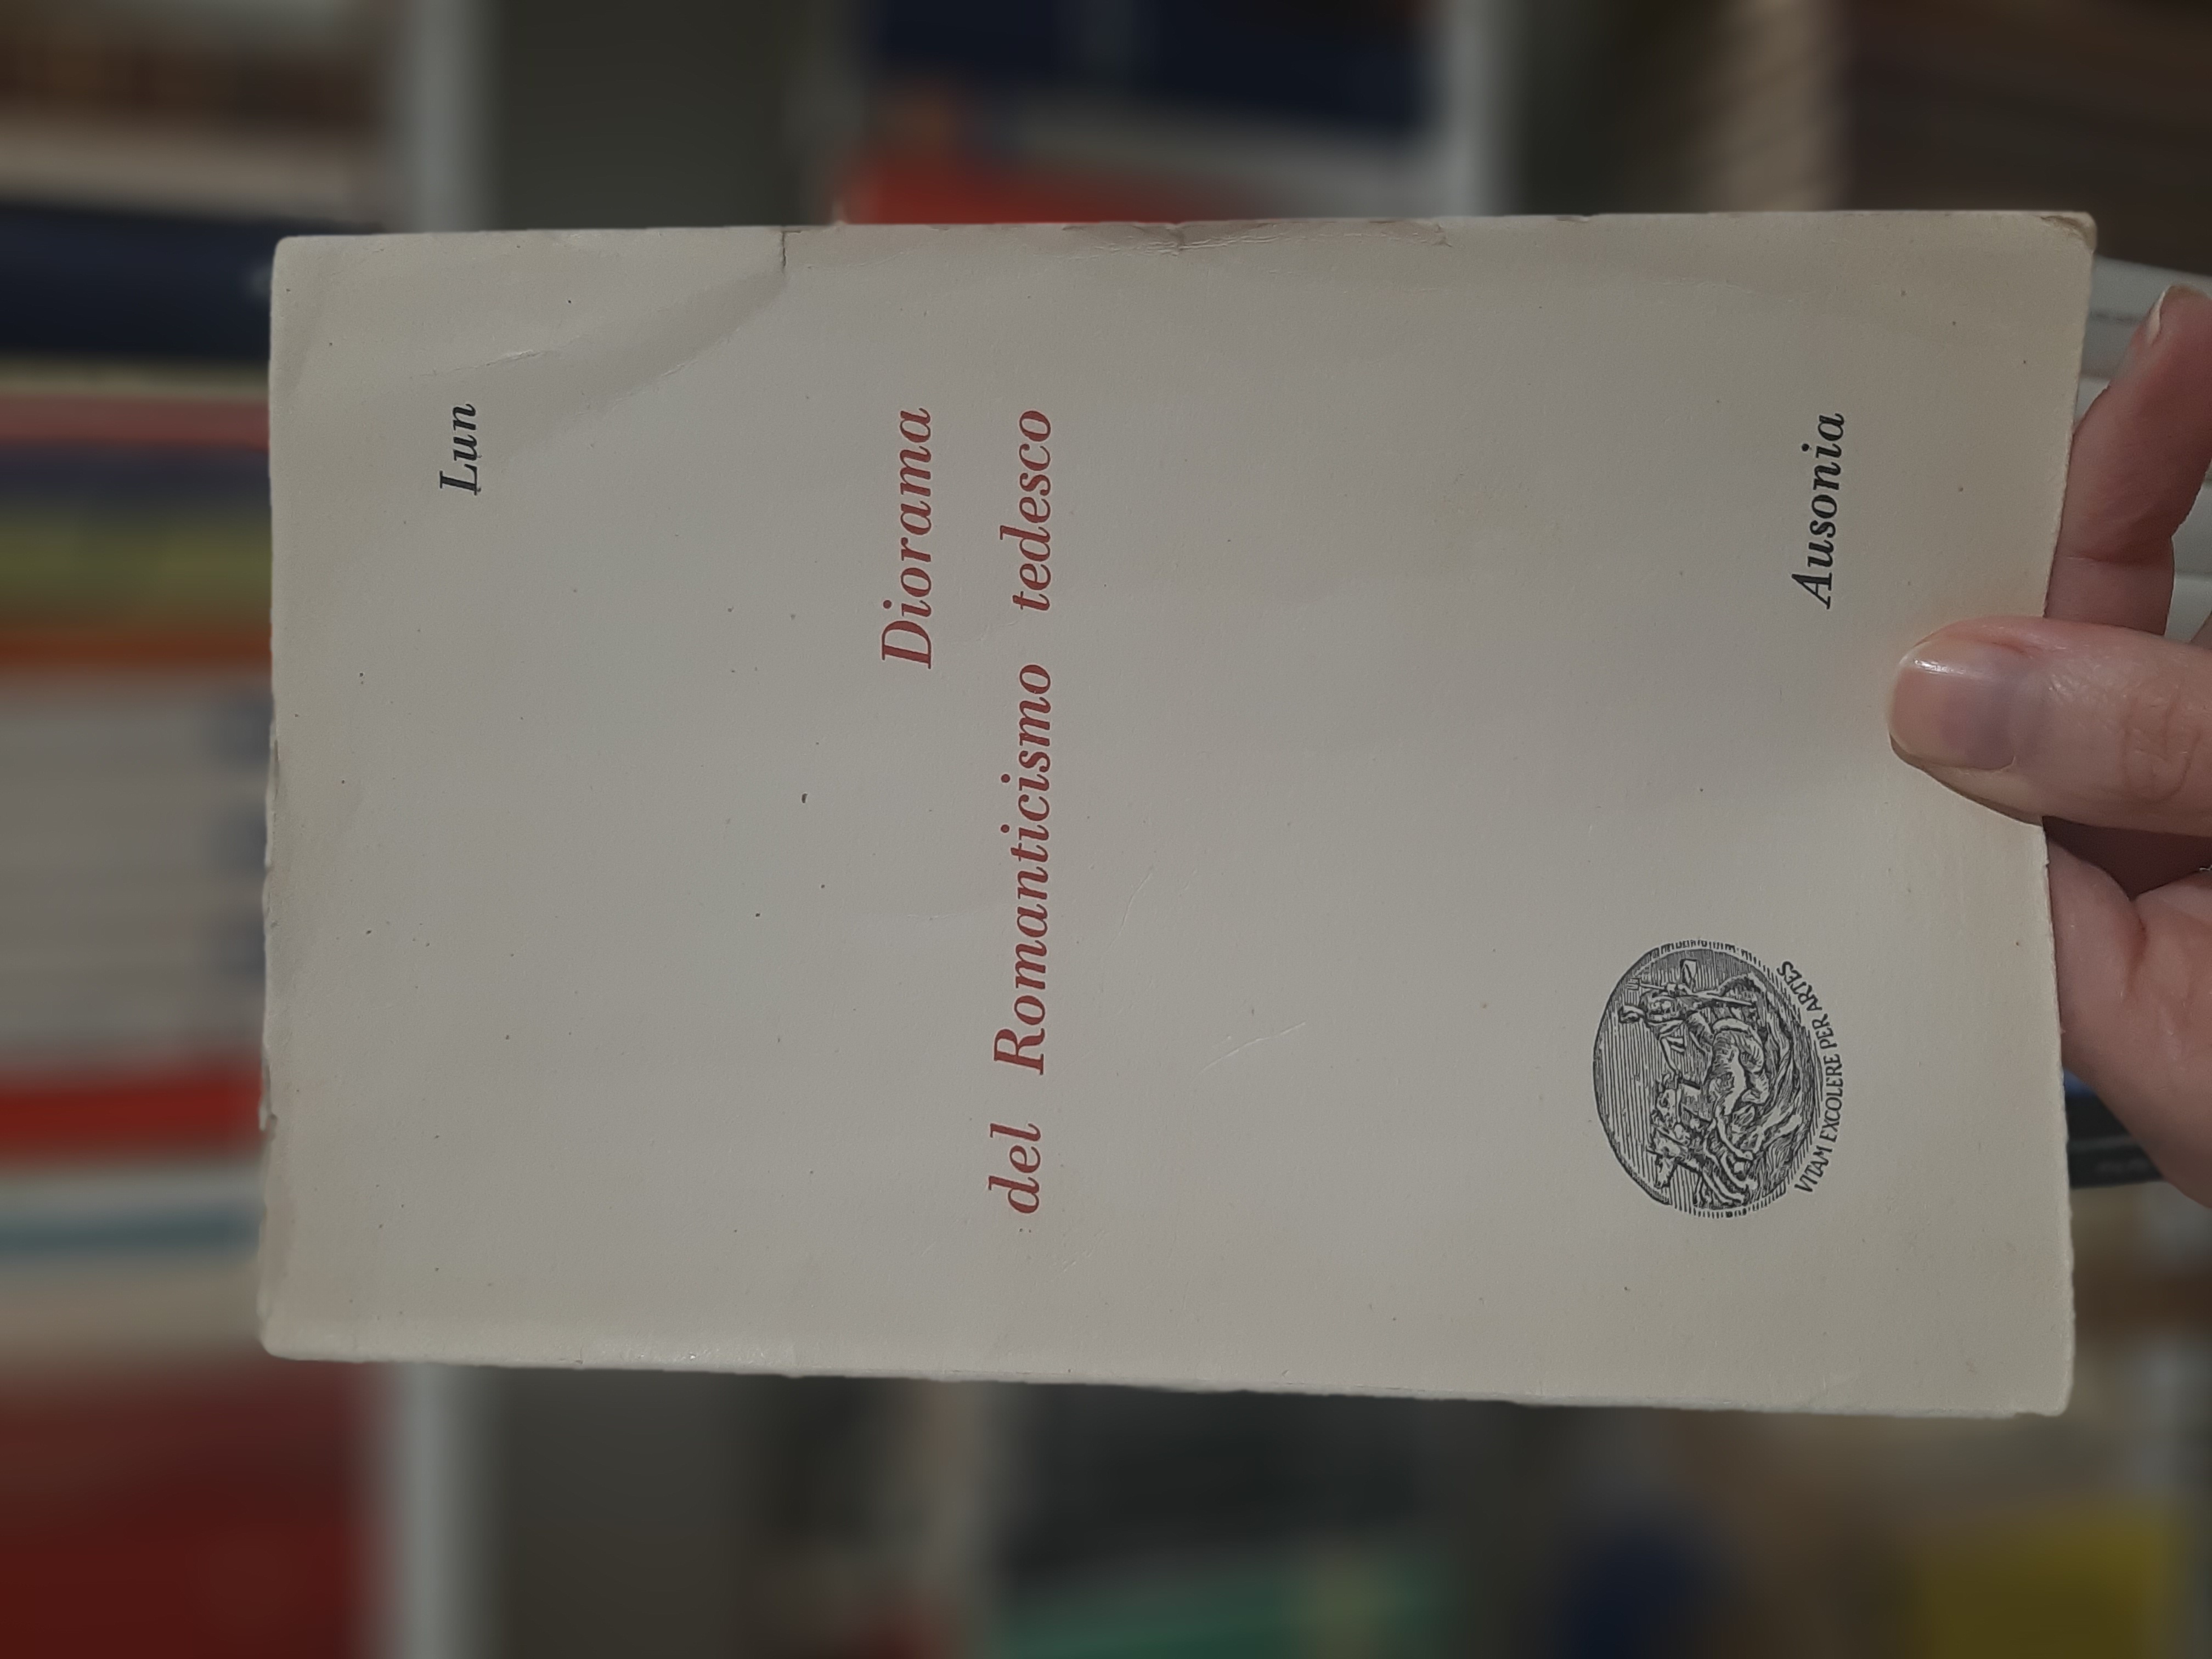 Lun
Diorama
del Romanticismo tedesco
VITAM EXCOLERE PER ARTES
Ausonia